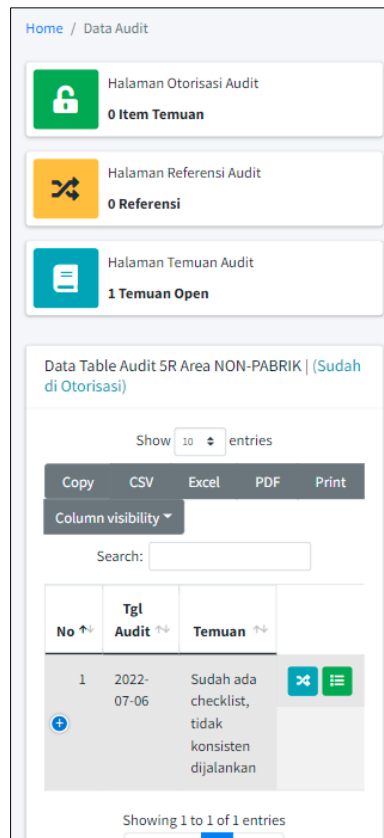 Home / Data Audit
Halaman Otorisasi Audit
0 Item Temuan
Halaman Referensi Audit
0 Referensi
Halaman Temuan Audit
1 Temuan Open
Data Table Audit 5R Area NON-PABRIK | (Sudah
di Otorisasi)
Show 10 entries
Copy CSV Excel PDF Print
Column visibility
Search:
No Tgl Audit Temuan
1 2022-07-06 Sudah ada
checklist,
tidak
konsisten
dijalankan
Showing 1 to 1 of 1 entries